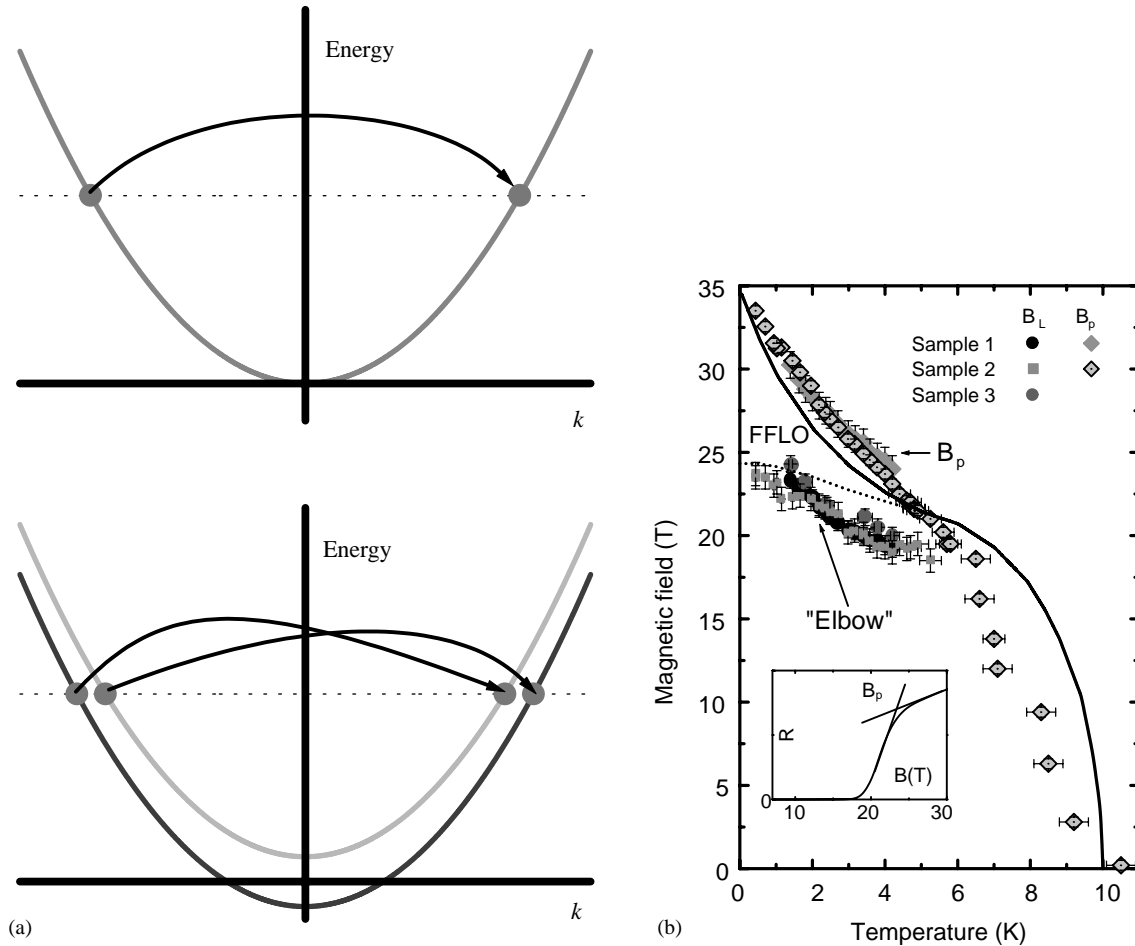 Energy
k
Energy
k
(a)
35
30
25
20
15
10
5
0
0
2
4
6
8
10
Magnetic field (T)
Temperature (K)
B_L B_p
Sample 1
Sample 2
Sample 3
FFLO
B_p
"Elbow"
B_p
R
B(T)
0
10
20
30
(b)